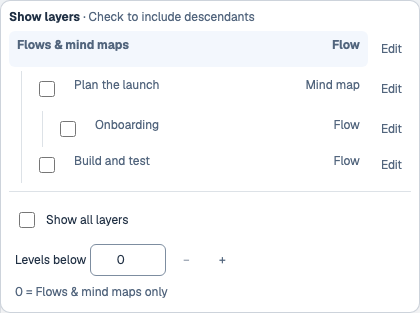 Show layers · Check to include descendants
Flows & mind maps Flow Edit
Plan the launch Mind map Edit
Onboarding Flow Edit
Build and test Flow Edit
Show all layers
Levels below 0 − +
0 = Flows & mind maps only